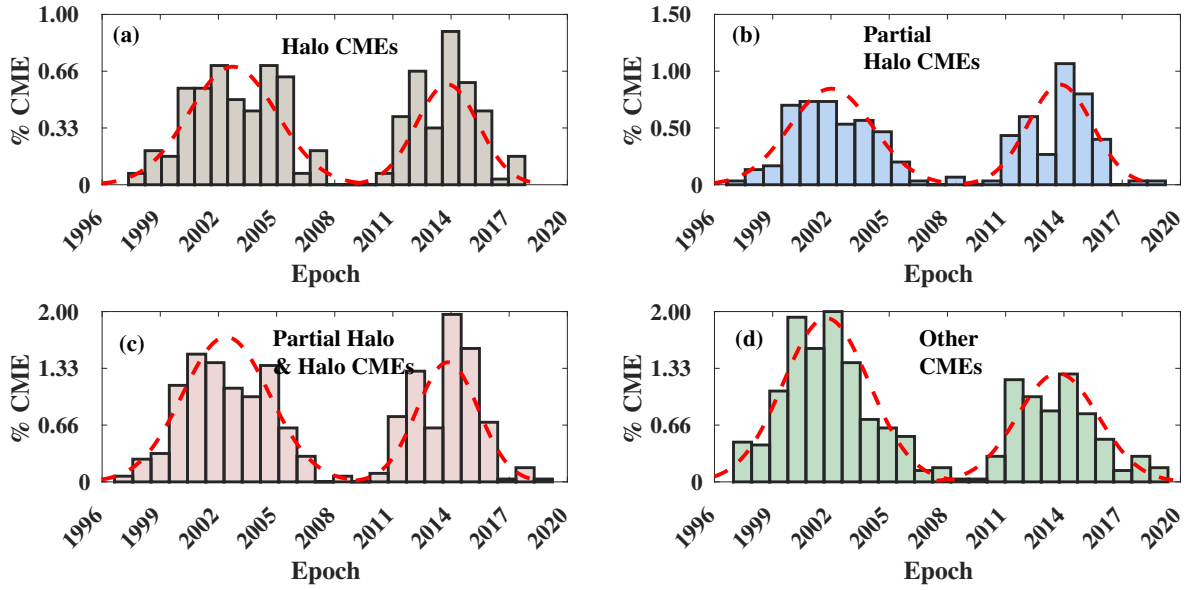 (a)
Halo CMEs
% CME
1.00
0.66
0.33
0
1996
1999
2002
2005
2008
2011
2014
2017
2020
Epoch
(b)
Partial
Halo CMEs
% CME
1.50
1.00
0.50
0
1996
1999
2002
2005
2008
2011
2014
2017
2020
Epoch
(c)
Partial Halo
& Halo CMEs
% CME
2.00
1.33
0.66
0
1996
1999
2002
2005
2008
2011
2014
2017
2020
Epoch
(d)
Other
CMEs
% CME
2.00
1.33
0.66
0
1996
1999
2002
2005
2008
2011
2014
2017
2020
Epoch